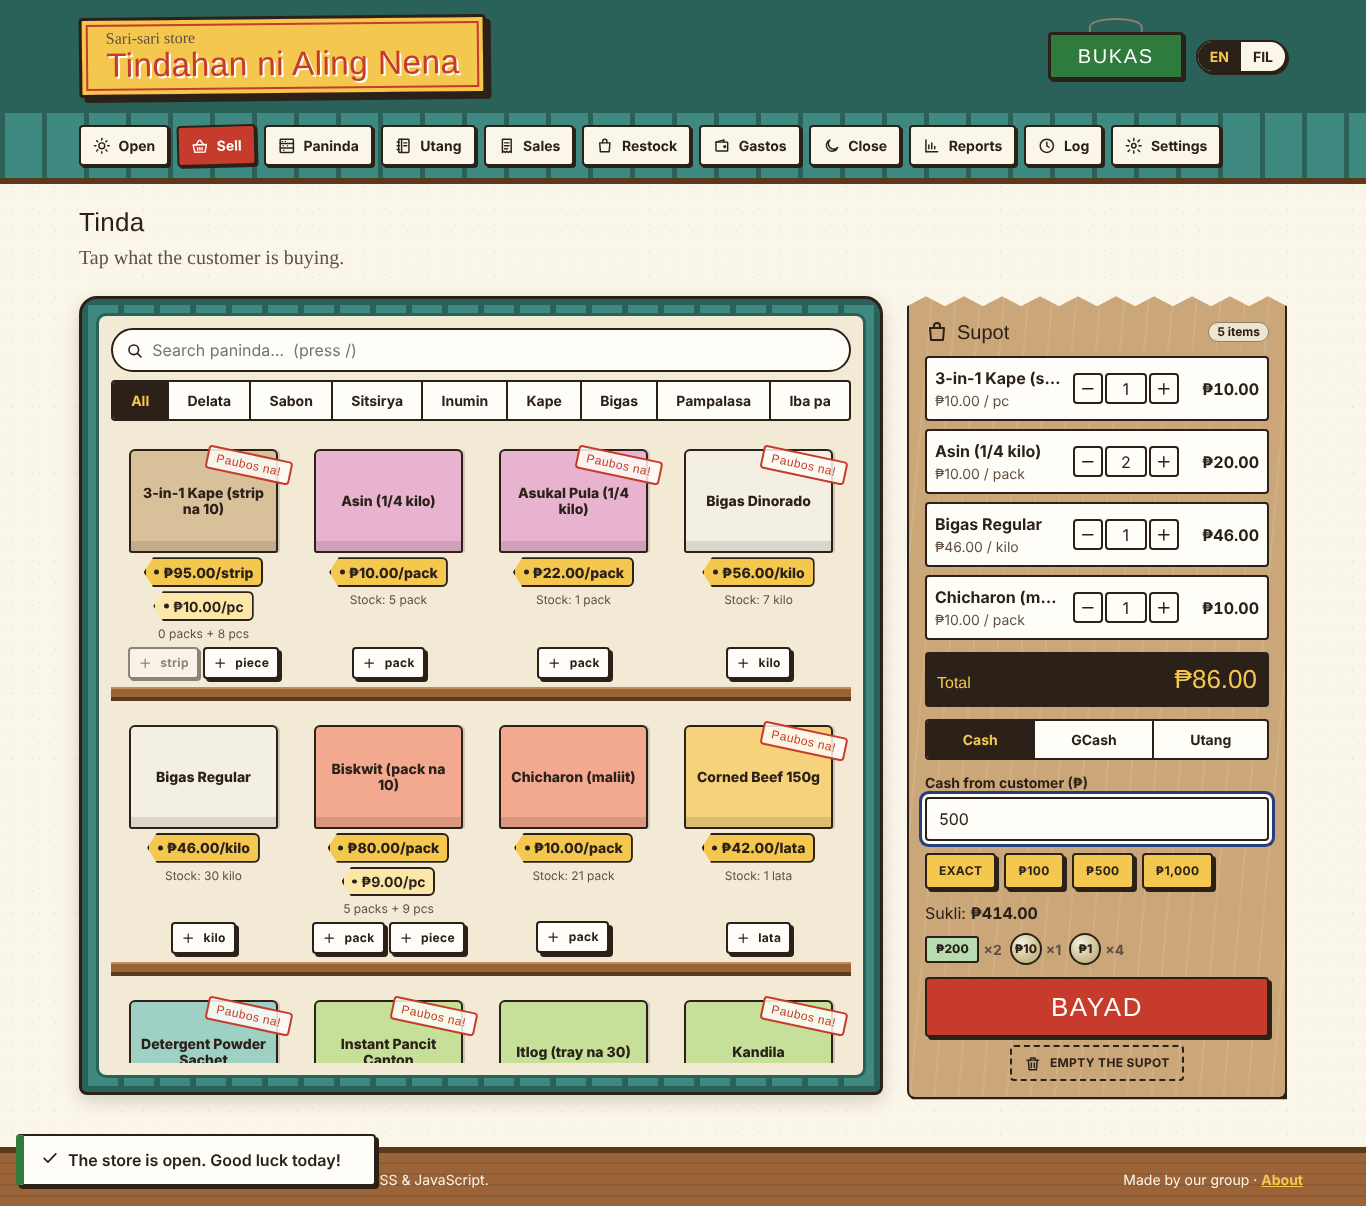 Sari-sari store
Tindahan ni Aling Nena
BUKAS
EN FIL
Open Sell Paninda Utang Sales Restock Gastos Close Reports Log Settings
Tinda
Tap what the customer is buying.
Search paninda... (press /)
All Delata Sabon Sitsirya Inumin Kape Bigas Pampalasa Iba pa
Paubos na!
3-in-1 Kape (strip
na 10)
₱95.00/strip
₱10.00/pc
0 packs + 8 pcs
+ strip + piece
Asin (1/4 kilo)
₱10.00/pack
Stock: 5 pack
+ pack
Paubos na!
Asukal Pula (1/4
kilo)
₱22.00/pack
Stock: 1 pack
+ pack
Paubos na!
Bigas Dinorado
₱56.00/kilo
Stock: 7 kilo
+ kilo
Bigas Regular
₱46.00/kilo
Stock: 30 kilo
+ kilo
Biskwit (pack na
10)
₱80.00/pack
₱9.00/pc
5 packs + 9 pcs
+ pack + piece
Chicharon (maliit)
₱10.00/pack
Stock: 21 pack
+ pack
Paubos na!
Corned Beef 150g
₱42.00/lata
Stock: 1 lata
+ lata
Paubos na!
Detergent Powder
Sachet
Paubos na!
Instant Pancit
Canton
Itlog (tray na 30)
Paubos na!
Kandila
Supot
5 items
3-in-1 Kape (s...
₱10.00 / pc
− 1 +
₱10.00
Asin (1/4 kilo)
₱10.00 / pack
− 2 +
₱20.00
Bigas Regular
₱46.00 / kilo
− 1 +
₱46.00
Chicharon (m...
₱10.00 / pack
− 1 +
₱10.00
Total ₱86.00
Cash GCash Utang
Cash from customer (₱)
500
EXACT ₱100 ₱500 ₱1,000
Sukli: ₱414.00
₱200 ×2 ₱10 ×1 ₱1 ×4
BAYAD
EMPTY THE SUPOT
The store is open. Good luck today!
SS & JavaScript.
Made by our group · About